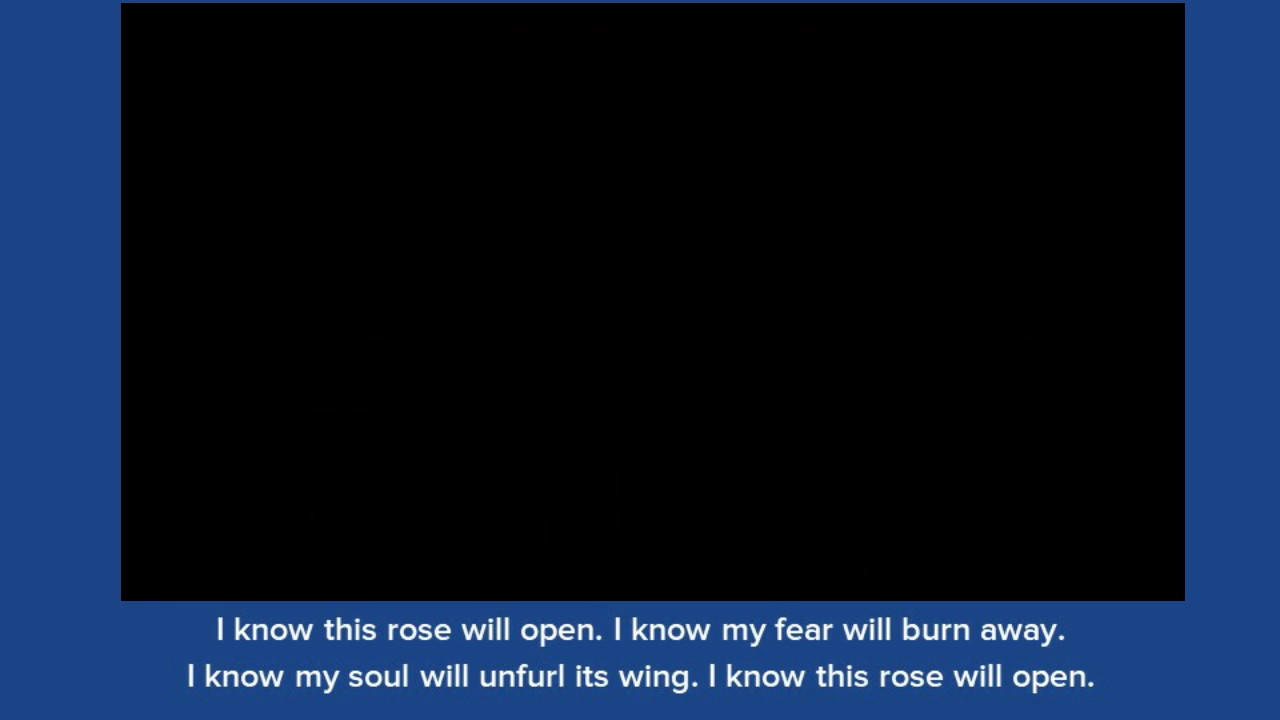 I know this rose will open. I know my fear will burn away.
I know my soul will unfurl its wing. I know this rose will open.